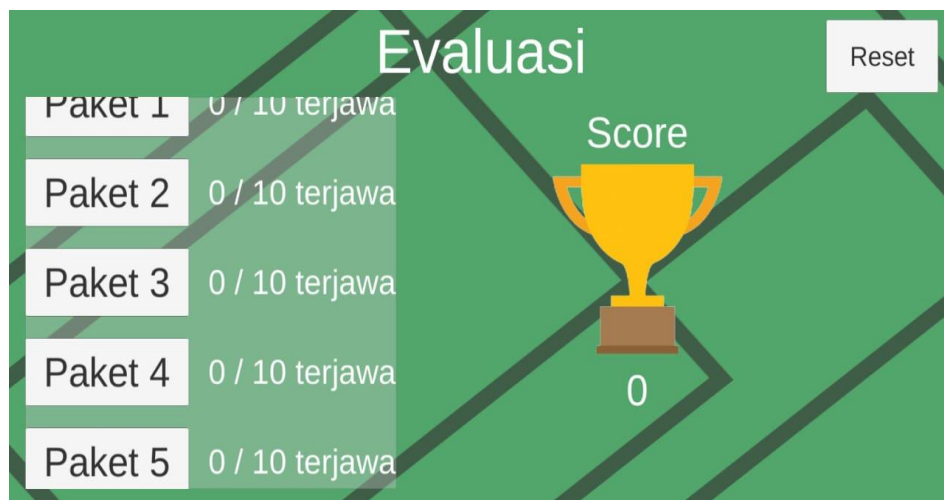 Evaluasi
Reset
Paket 1 0 / 10 terjawa
Paket 2 0 / 10 terjawa
Paket 3 0 / 10 terjawa
Paket 4 0 / 10 terjawa
Paket 5 0 / 10 terjawa
Score
0